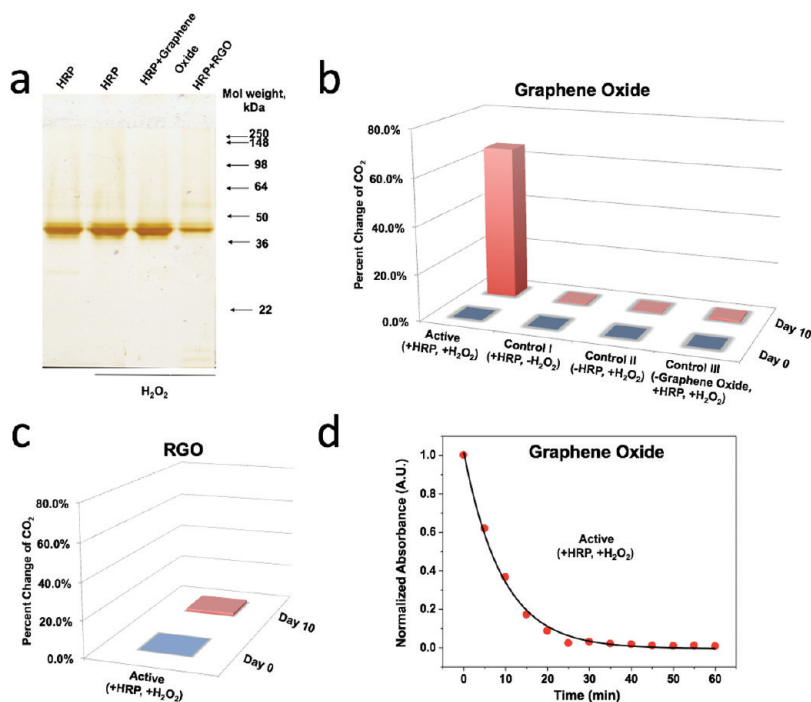 a
HRP
HRP
HRP+Graphene
Oxide
HRP+RGO
Mol weight,
kDa
250
148
98
64
50
36
22
H₂O₂
b
Graphene Oxide
Percent Change of CO₂
80.0%
60.0%
40.0%
20.0%
0.0%
Active
(+HRP, +H₂O₂)
Control I
(+HRP, -H₂O₂)
Control II
(-HRP, +H₂O₂)
Control III
(-Graphene Oxide,
+HRP, +H₂O₂)
Day 0
Day 10
c
RGO
Percent Change of CO₂
80.0%
60.0%
40.0%
20.0%
0.0%
Active
(+HRP, +H₂O₂)
Day 0
Day 10
d
Graphene Oxide
Normalized Absorbance (A.U.)
1.0
0.8
0.6
0.4
0.2
0.0
Active
(+HRP, +H₂O₂)
0 10 20 30 40 50 60
Time (min)